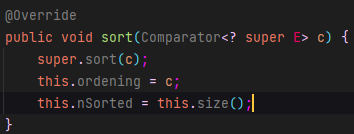 @Override
public void sort(Comparator<? super E> c) {
    super.sort(c);
    this.ordening = c;
    this.nSorted = this.size();
}